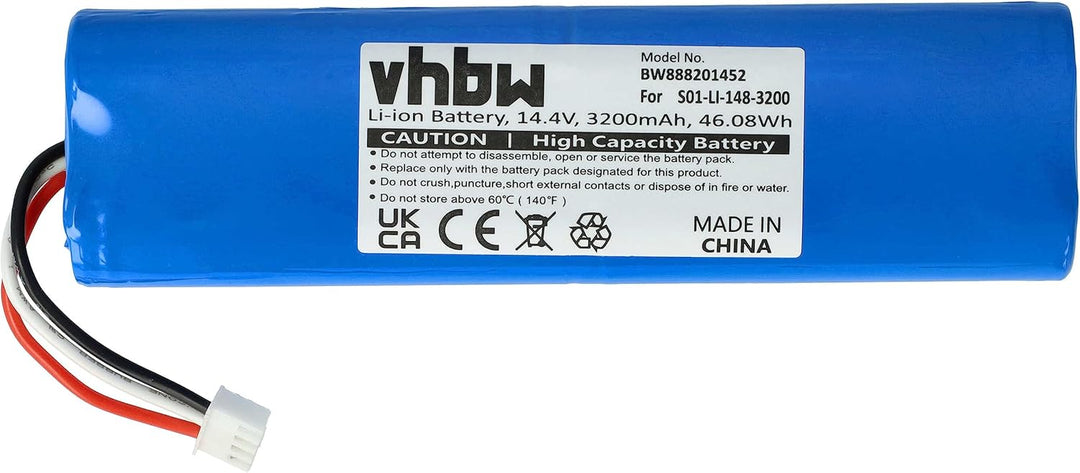 vhbw
Model No.
BW888201452
For S01-LI-148-3200
Li-ion Battery, 14.4V, 3200mAh, 46.08Wh
CAUTION | High Capacity Battery
• Do not attempt to disassemble, open or service the battery pack.
• Replace only with the battery pack designated for this product.
• Do not crush,puncture,short external contacts or dispose of in fire or water.
• Do not store above 60℃ ( 140℉ )
UK
CA
CE
MADE IN
CHINA